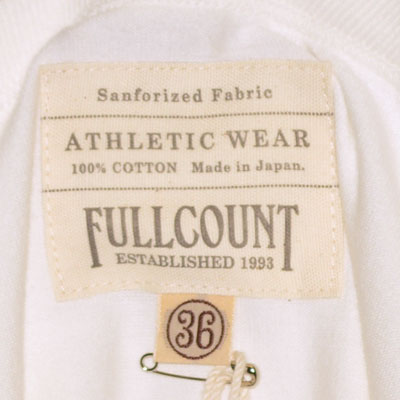 Sanforized Fabric
ATHLETIC WEAR
100% COTTON Made in Japan.
FULLCOUNT
ESTABLISHED 1993
36